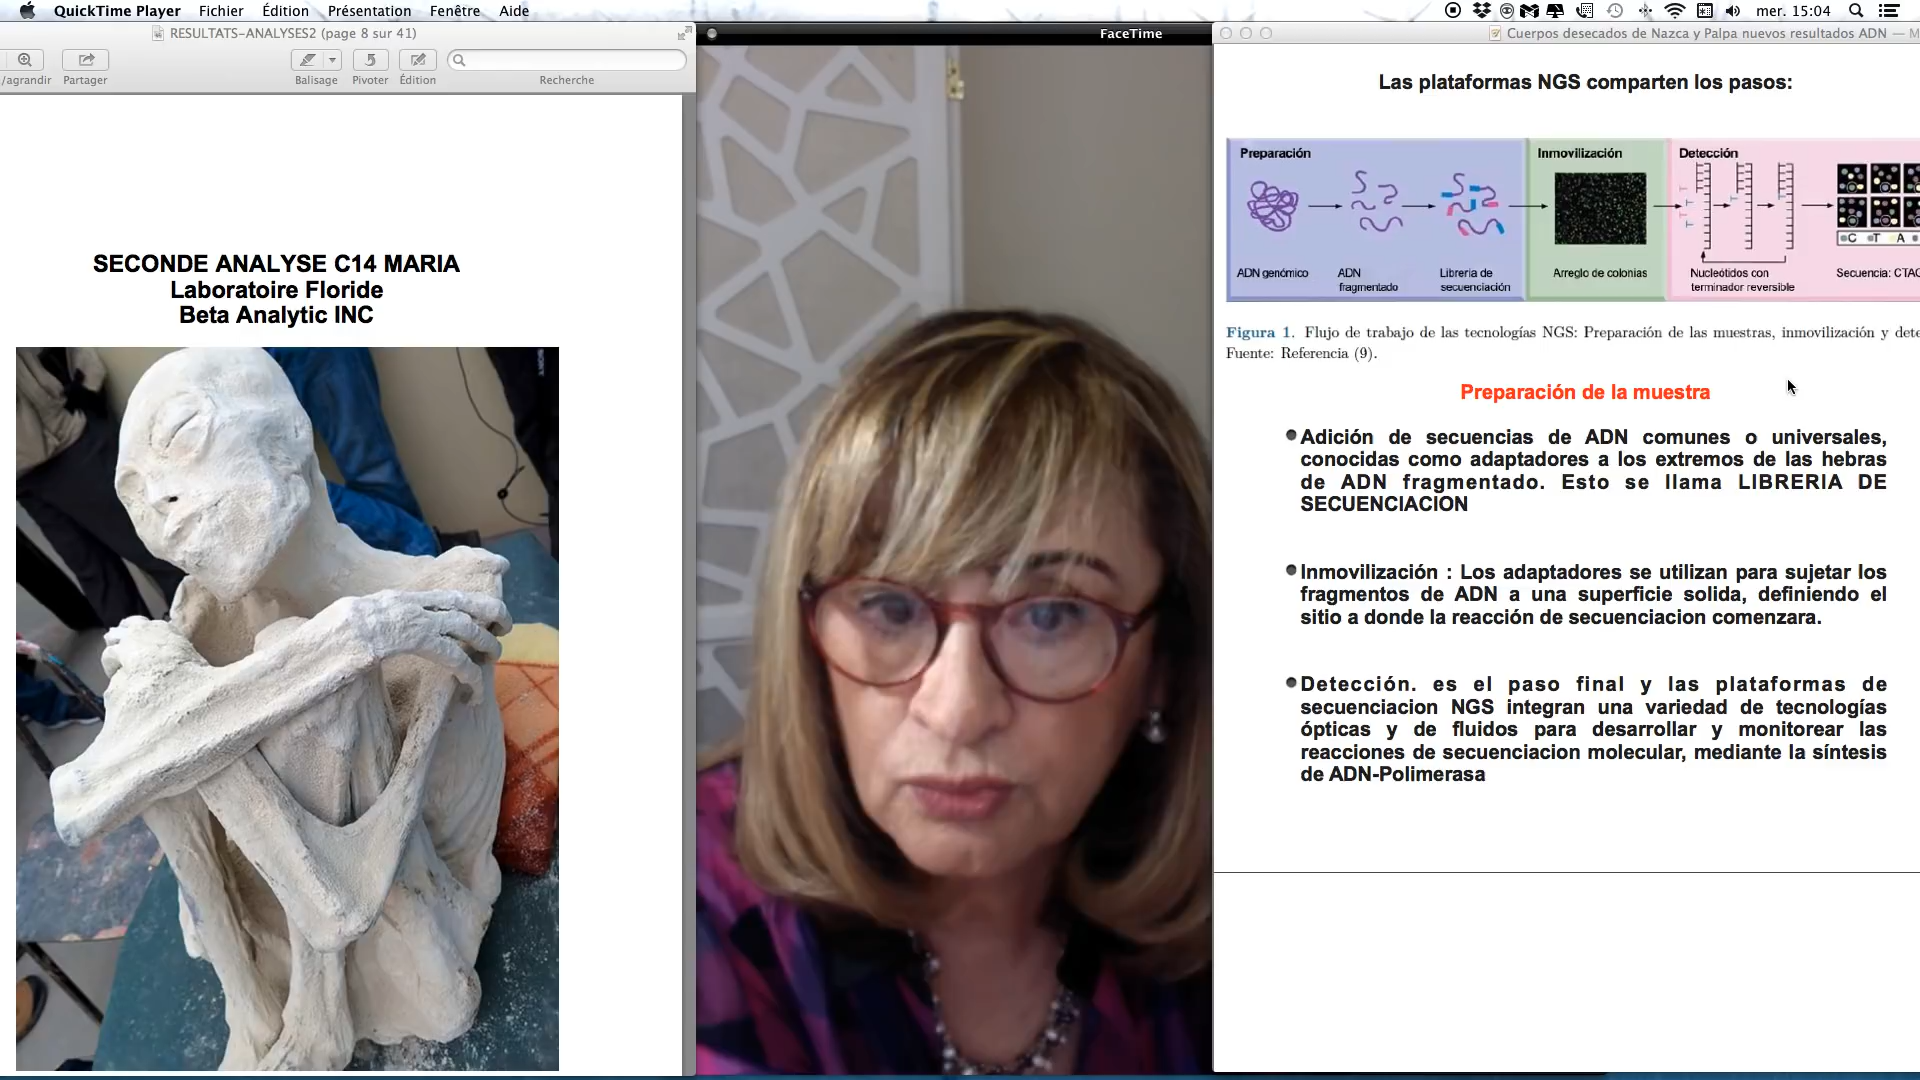 QuickTime Player Fichier Édition Présentation Fenêtre Aide
mer. 15:04
RESULTATS-ANALYSES2 (page 8 sur 41)
/agrandir Partager Balisage Pivoter Édition Recherche
SECONDE ANALYSE C14 MARIA
Laboratoire Floride
Beta Analytic INC
FaceTime
Cuerpos desecados de Nazca y Palpa nuevos resultados ADN — M
Las plataformas NGS comparten los pasos:
Preparación Inmovilización Detección
C T A
ADN genómico ADN fragmentado Librería de secuenciación Arreglo de colonias Nucleótidos con terminador reversible Secuencia: CTAG
Figura 1. Flujo de trabajo de las tecnologías NGS: Preparación de las muestras, inmovilización y dete
Fuente: Referencia (9).
Preparación de la muestra
Adición de secuencias de ADN comunes o universales,
conocidas como adaptadores a los extremos de las hebras
de ADN fragmentado. Esto se llama LIBRERIA DE
SECUENCIACION
Inmovilización : Los adaptadores se utilizan para sujetar los
fragmentos de ADN a una superficie solida, definiendo el
sitio a donde la reacción de secuenciacion comenzara.
Detección. es el paso final y las plataformas de
secuenciacion NGS integran una variedad de tecnologías
ópticas y de fluidos para desarrollar y monitorear las
reacciones de secuenciacion molecular, mediante la síntesis
de ADN-Polimerasa